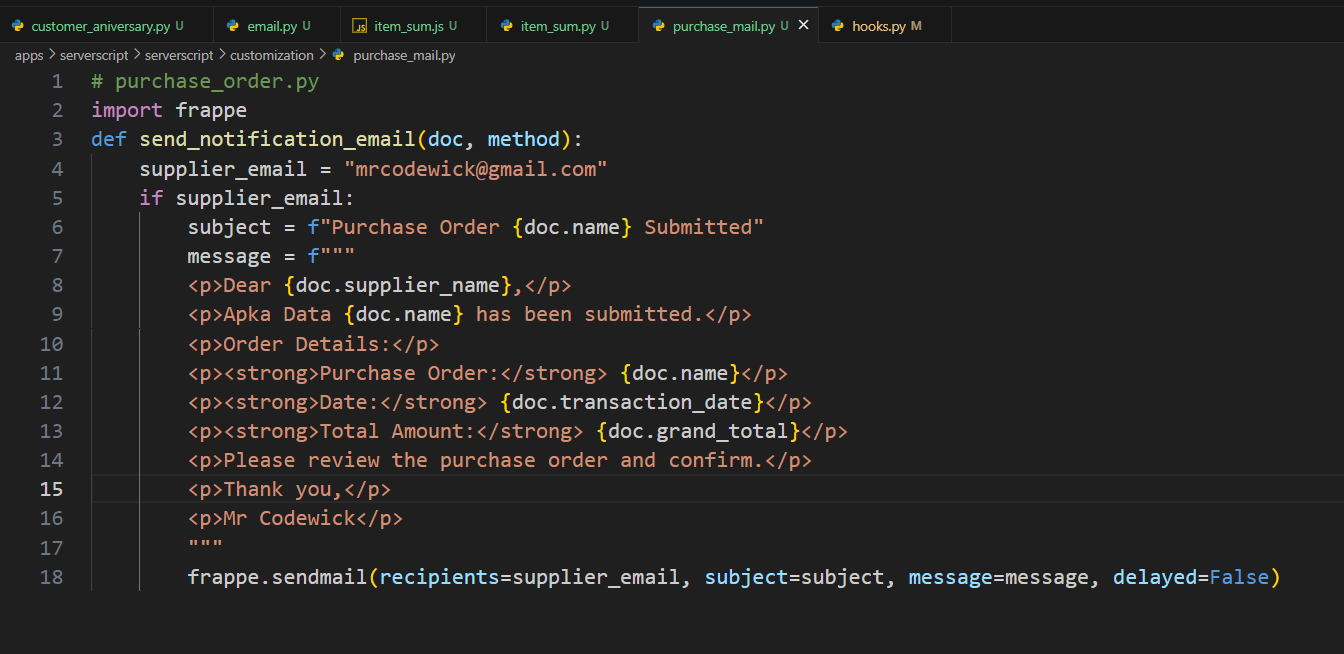 customer_aniversary.py U email.py U JS item_sum.js U item_sum.py U purchase_mail.py U × hooks.py M
apps > serverscript > serverscript > customization > purchase_mail.py
1 # purchase_order.py
2 import frappe
3 def send_notification_email(doc, method):
4 supplier_email = "mrcodewick@gmail.com"
5 if supplier_email:
6 subject = f"Purchase Order {doc.name} Submitted"
7 message = f"""
8 <p>Dear {doc.supplier_name},</p>
9 <p>Apka Data {doc.name} has been submitted.</p>
10 <p>Order Details:</p>
11 <p><strong>Purchase Order:</strong> {doc.name}</p>
12 <p><strong>Date:</strong> {doc.transaction_date}</p>
13 <p><strong>Total Amount:</strong> {doc.grand_total}</p>
14 <p>Please review the purchase order and confirm.</p>
15 <p>Thank you,</p>
16 <p>Mr Codewick</p>
17 """
18 frappe.sendmail(recipients=supplier_email, subject=subject, message=message, delayed=False)